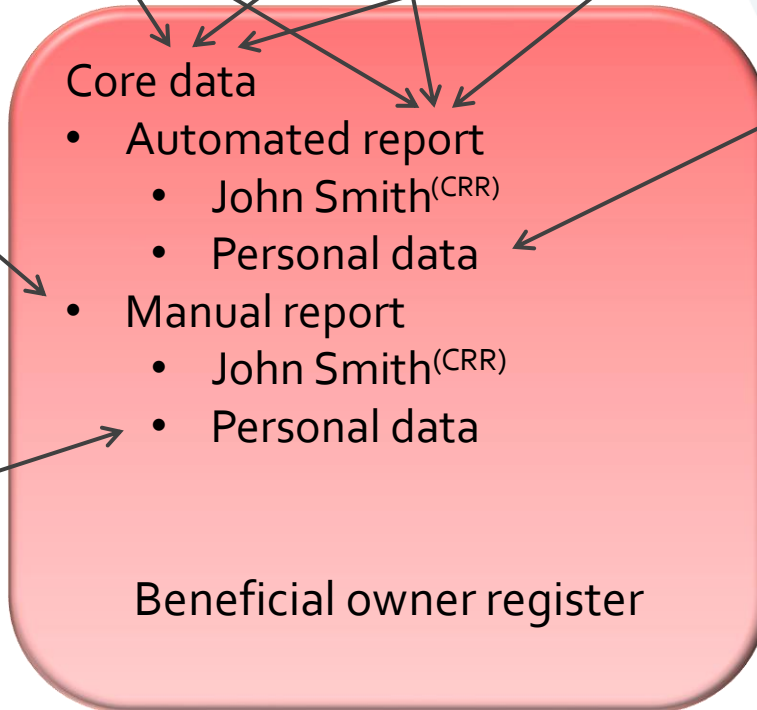 Core data
• Automated report
• John Smith(CRR)
• Personal data
• Manual report
• John Smith(CRR)
• Personal data
Beneficial owner register